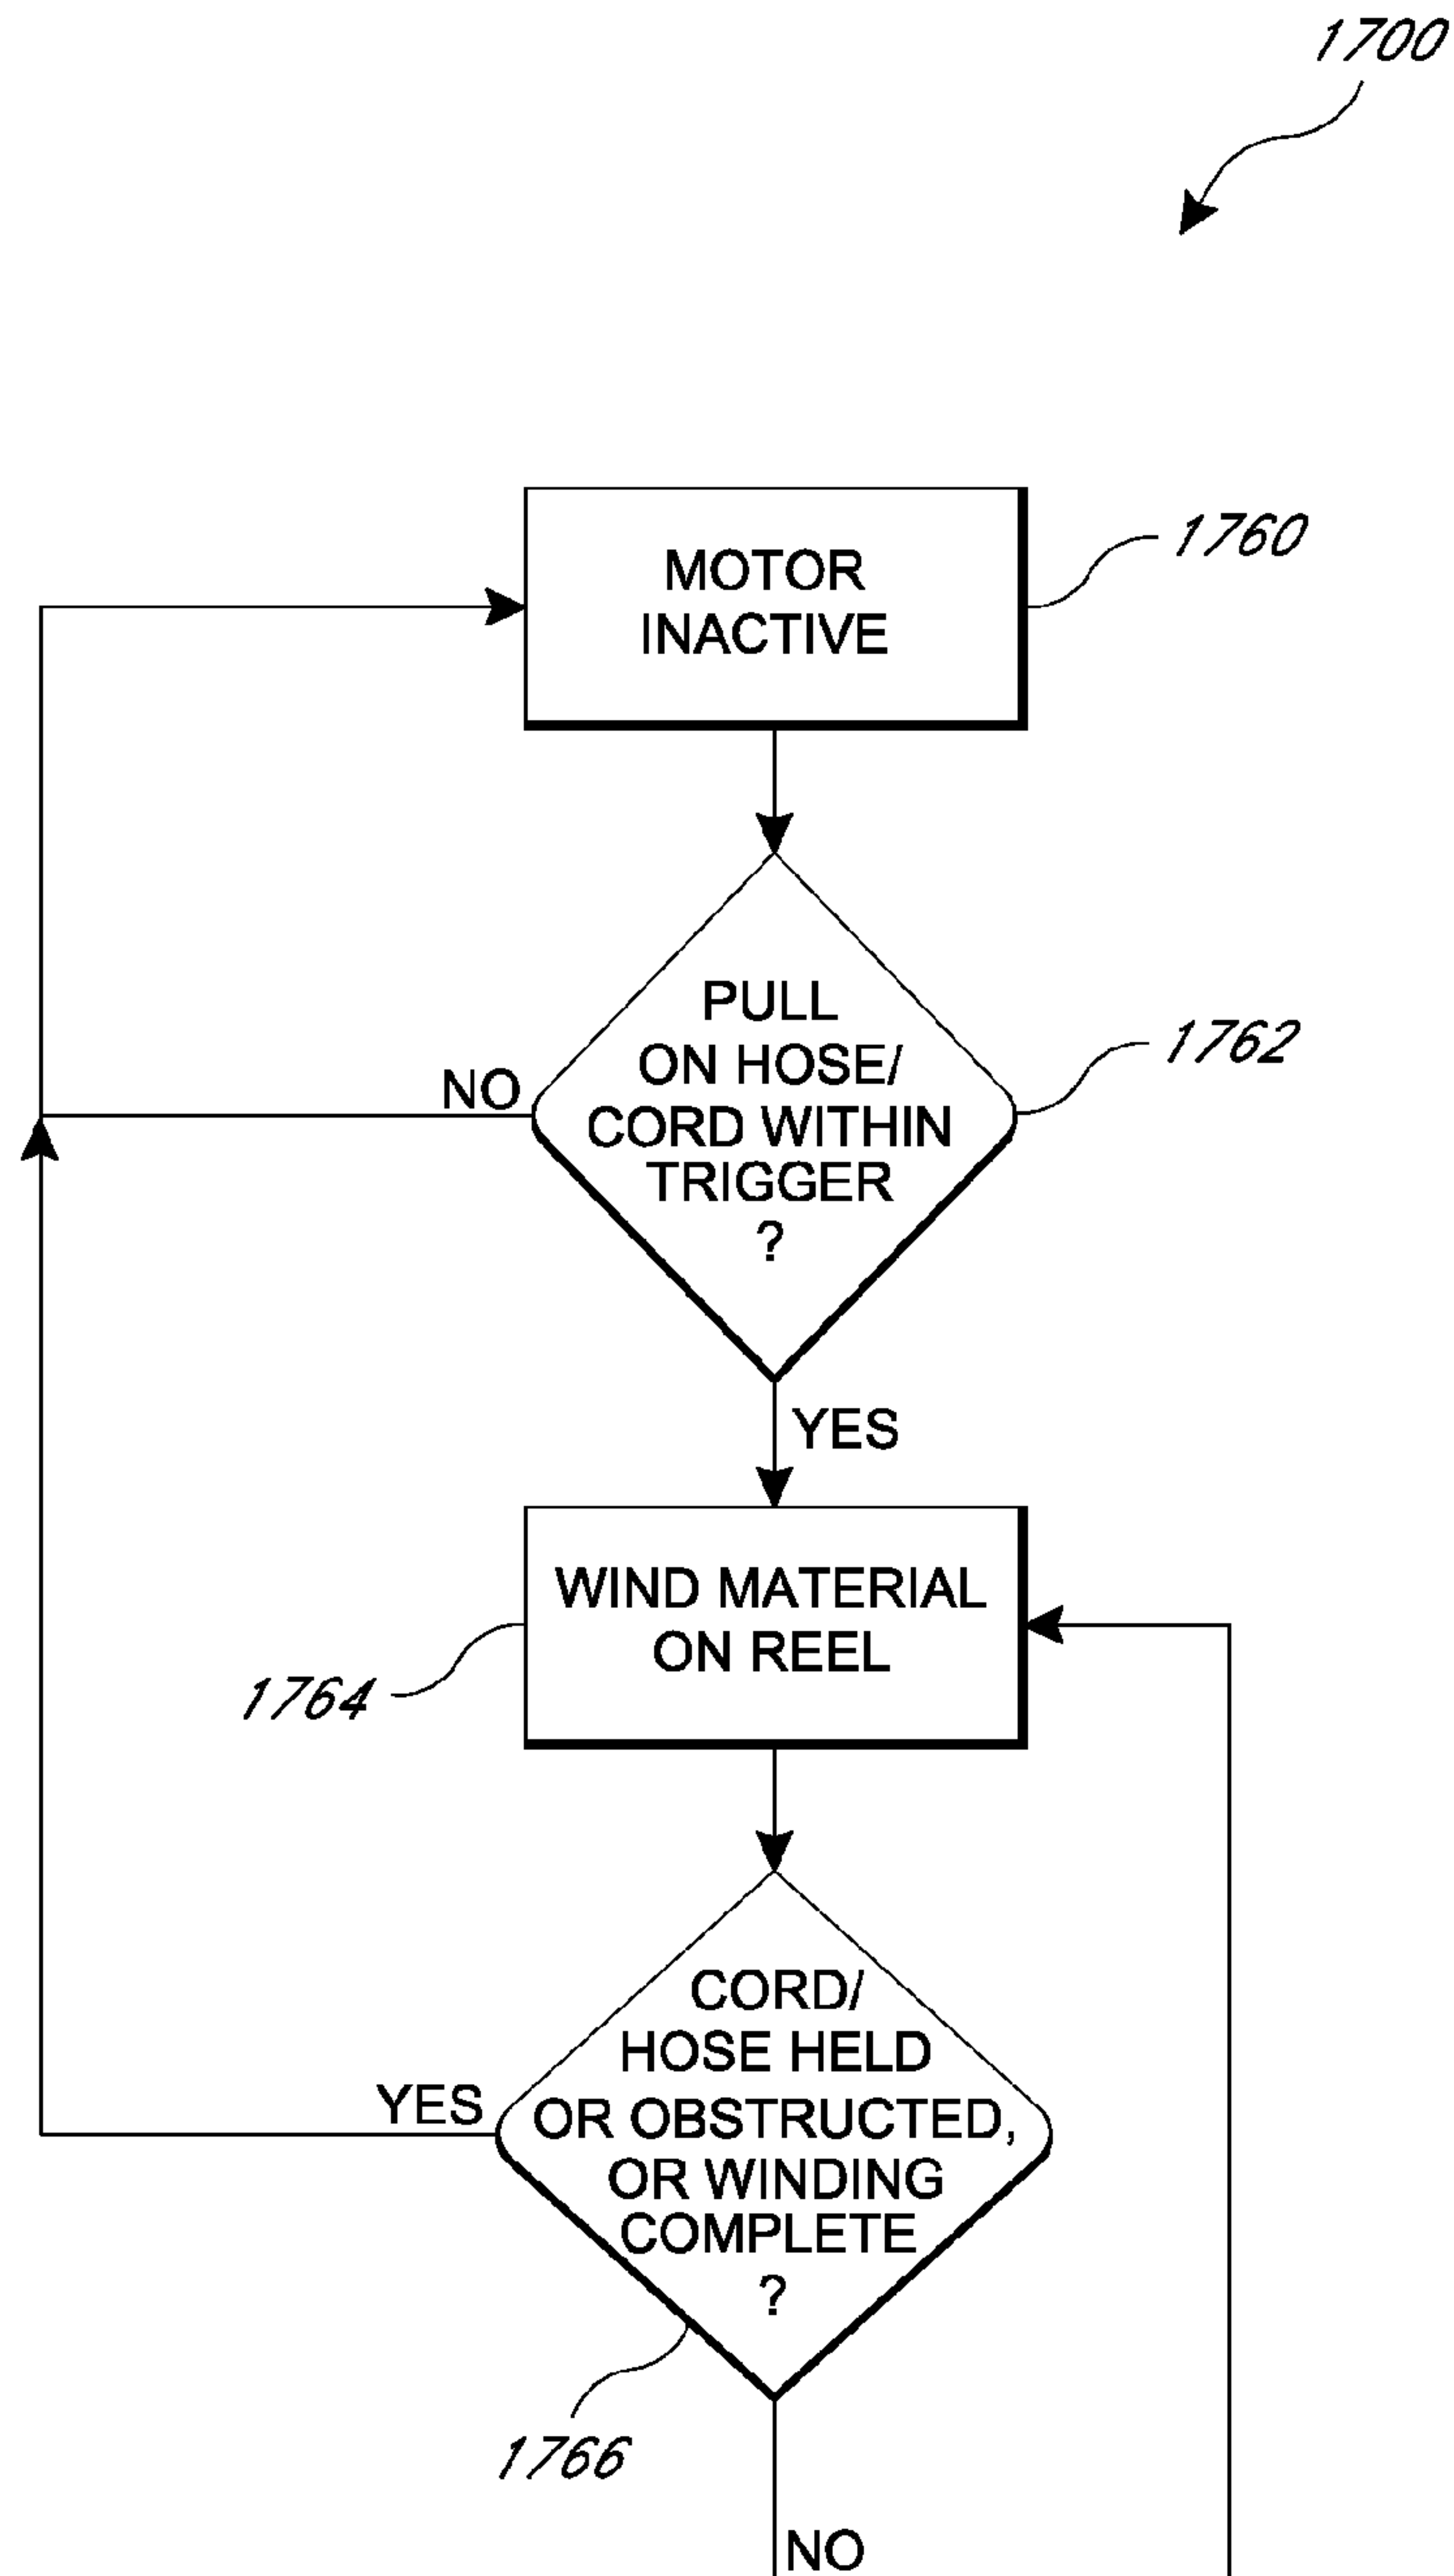 1700
MOTOR
INACTIVE
1760
PULL
ON HOSE/
CORD WITHIN
TRIGGER
?
1762
NO
YES
WIND MATERIAL
ON REEL
1764
CORD/
HOSE HELD
OR OBSTRUCTED,
OR WINDING
COMPLETE
?
YES
1766
NO